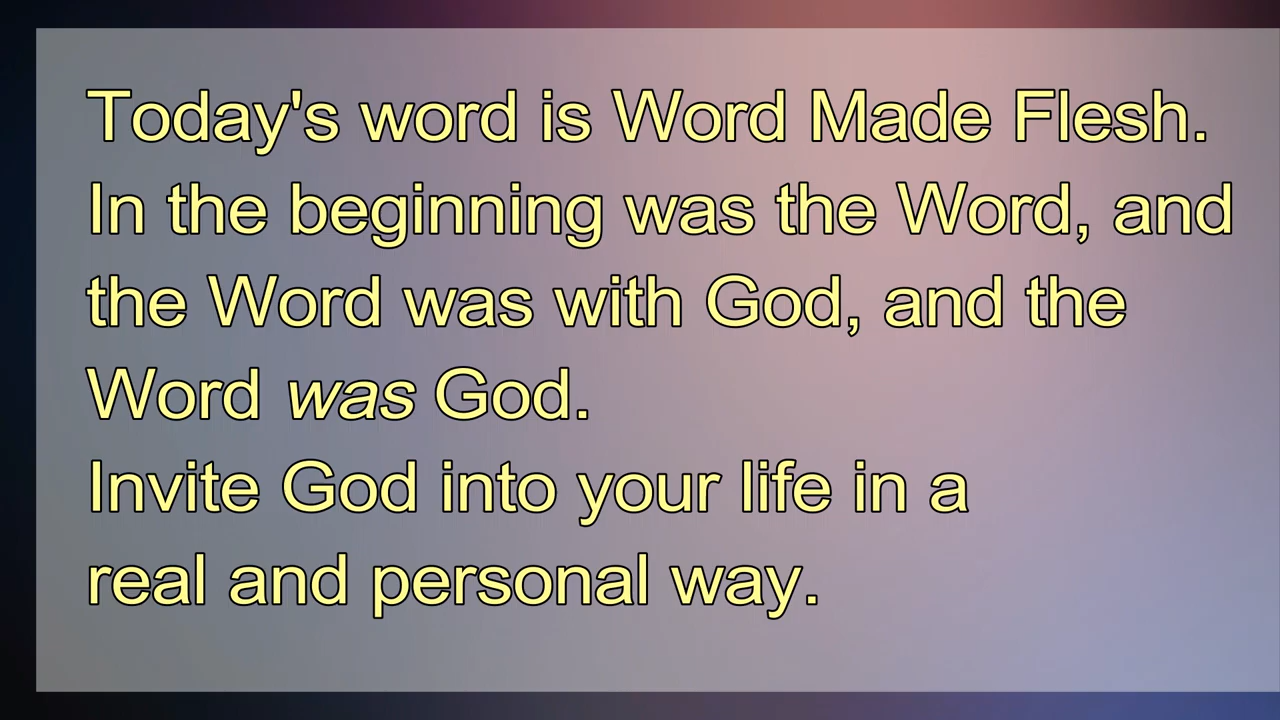 Today's word is Word Made Flesh.
In the beginning was the Word, and
the Word was with God, and the
Word was God.
Invite God into your life in a
real and personal way.